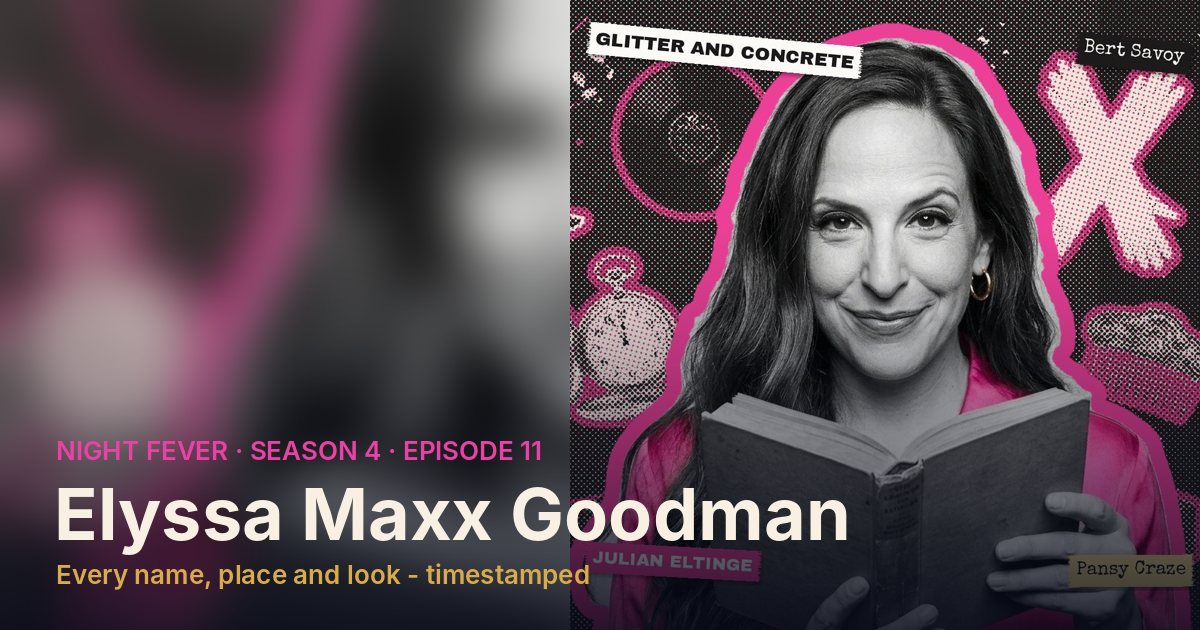 GLITTER AND CONCRETE
Bert Savoy
NIGHT FEVER · SEASON 4 · EPISODE 11
Elyssa Maxx Goodman
Every name, place and look - timestamped
JULIAN ELTINGE
Pansy Craze